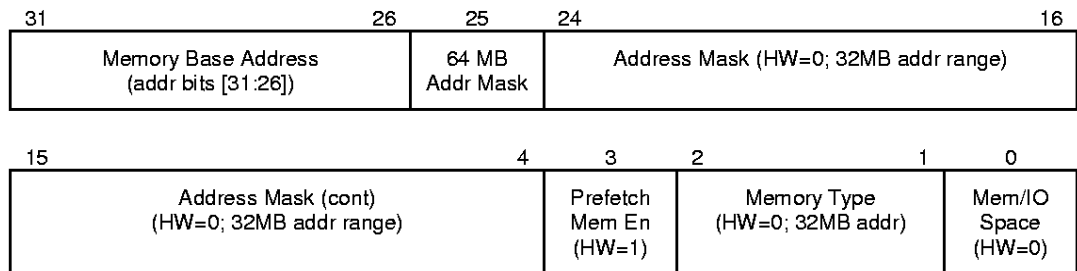 31 26 25 24 16
Memory Base Address 64 MB Address Mask (HW=0; 32MB addr range)
(addr bits [31:26]) Addr Mask
15 4 3 2 1 0
Address Mask (cont) Prefetch Memory Type Mem/IO
(HW=0; 32MB addr range) Mem En (HW=0; 32MB addr) Space
(HW=1) (HW=0)